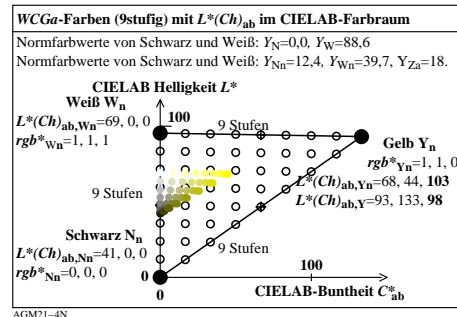 WCGa-Farben (9stufig) mit L*(Ch)ab im CIELAB-Farbraum
Normfarbwerte von Schwarz und Weiß: YN=0,0, YW=88,6
Normfarbwerte von Schwarz und Weiß: YNn=12,4, YWn=39,7, YZa=18.
CIELAB Helligkeit L*
Weiß Wn
100
L*(Ch)ab,Wn=69, 0, 0
rgb*Wn=1, 1, 1
9 Stufen
Gelb Yn
rgb*Yn=1, 1, 0
L*(Ch)ab,Yn=68, 44, 103
L*(Ch)ab,Y=93, 133, 98
9 Stufen
Schwarz Nn
L*(Ch)ab,Nn=41, 0, 0
rgb*Nn=0, 0, 0
9 Stufen
0
0
100
CIELAB-Buntheit C*ab
AGM21-4N